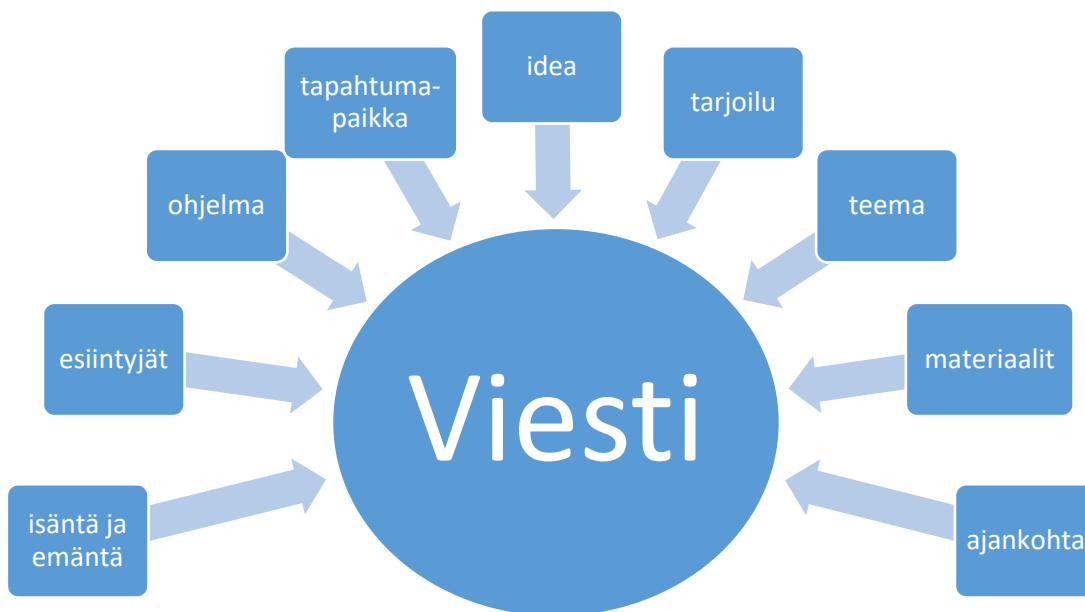 idea
tapahtuma-
paikka
tarjoilu
ohjelma
teema
esiintyjät
materiaalit
Viesti
isäntä ja
emäntä
ajankohta